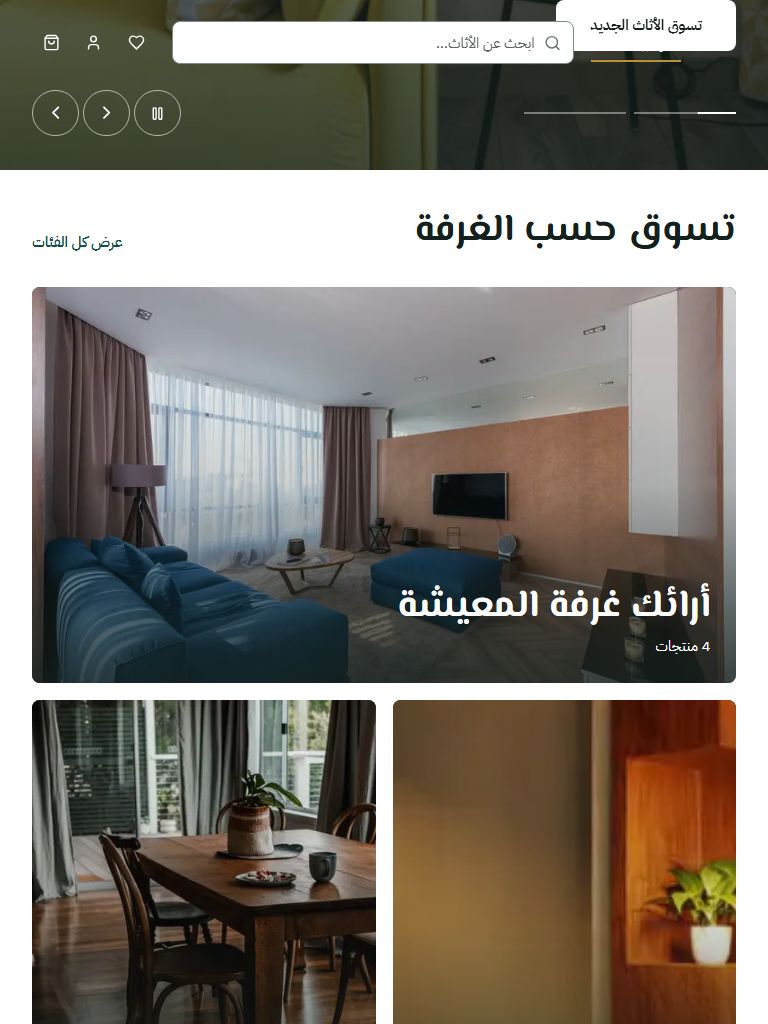 تسوق الأثاث الجديد
ابحث عن الأثاث...
تسوق حسب الغرفة
عرض كل الفئات
أرائك غرفة المعيشة
4 منتجات